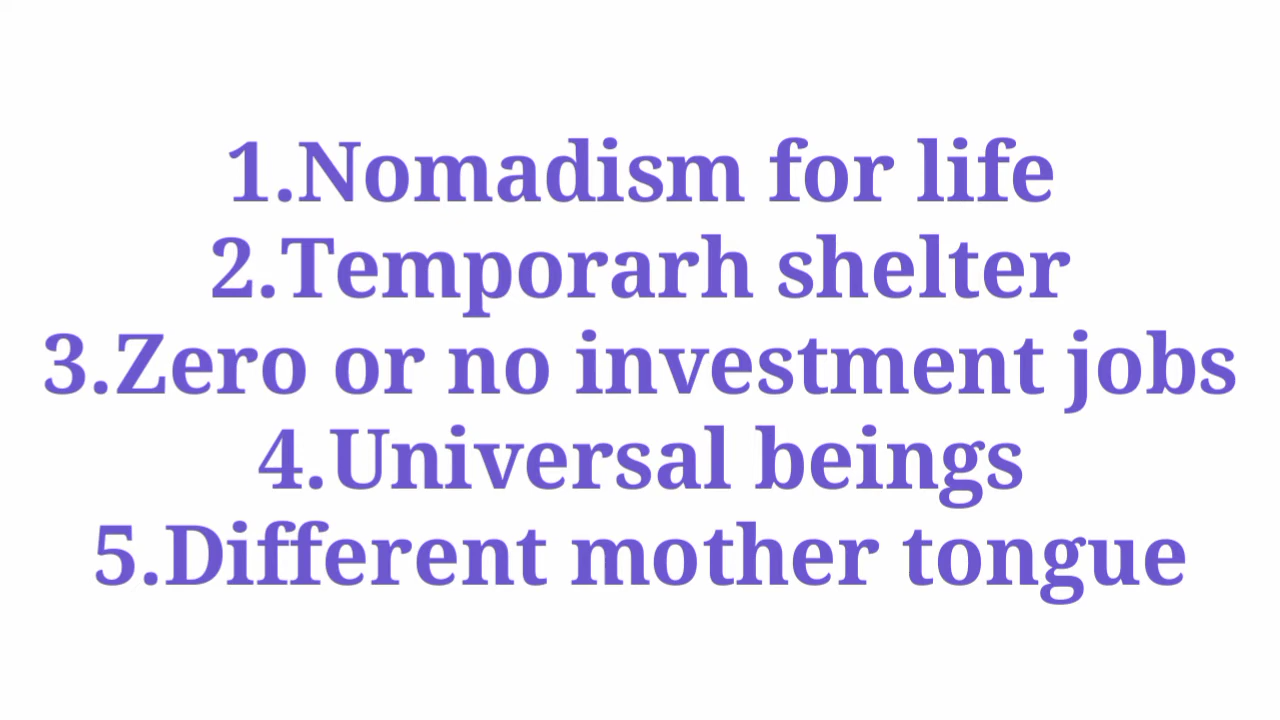 1.Nomadism for life
2.Temporarh shelter
3.Zero or no investment jobs
4.Universal beings
5.Different mother tongue